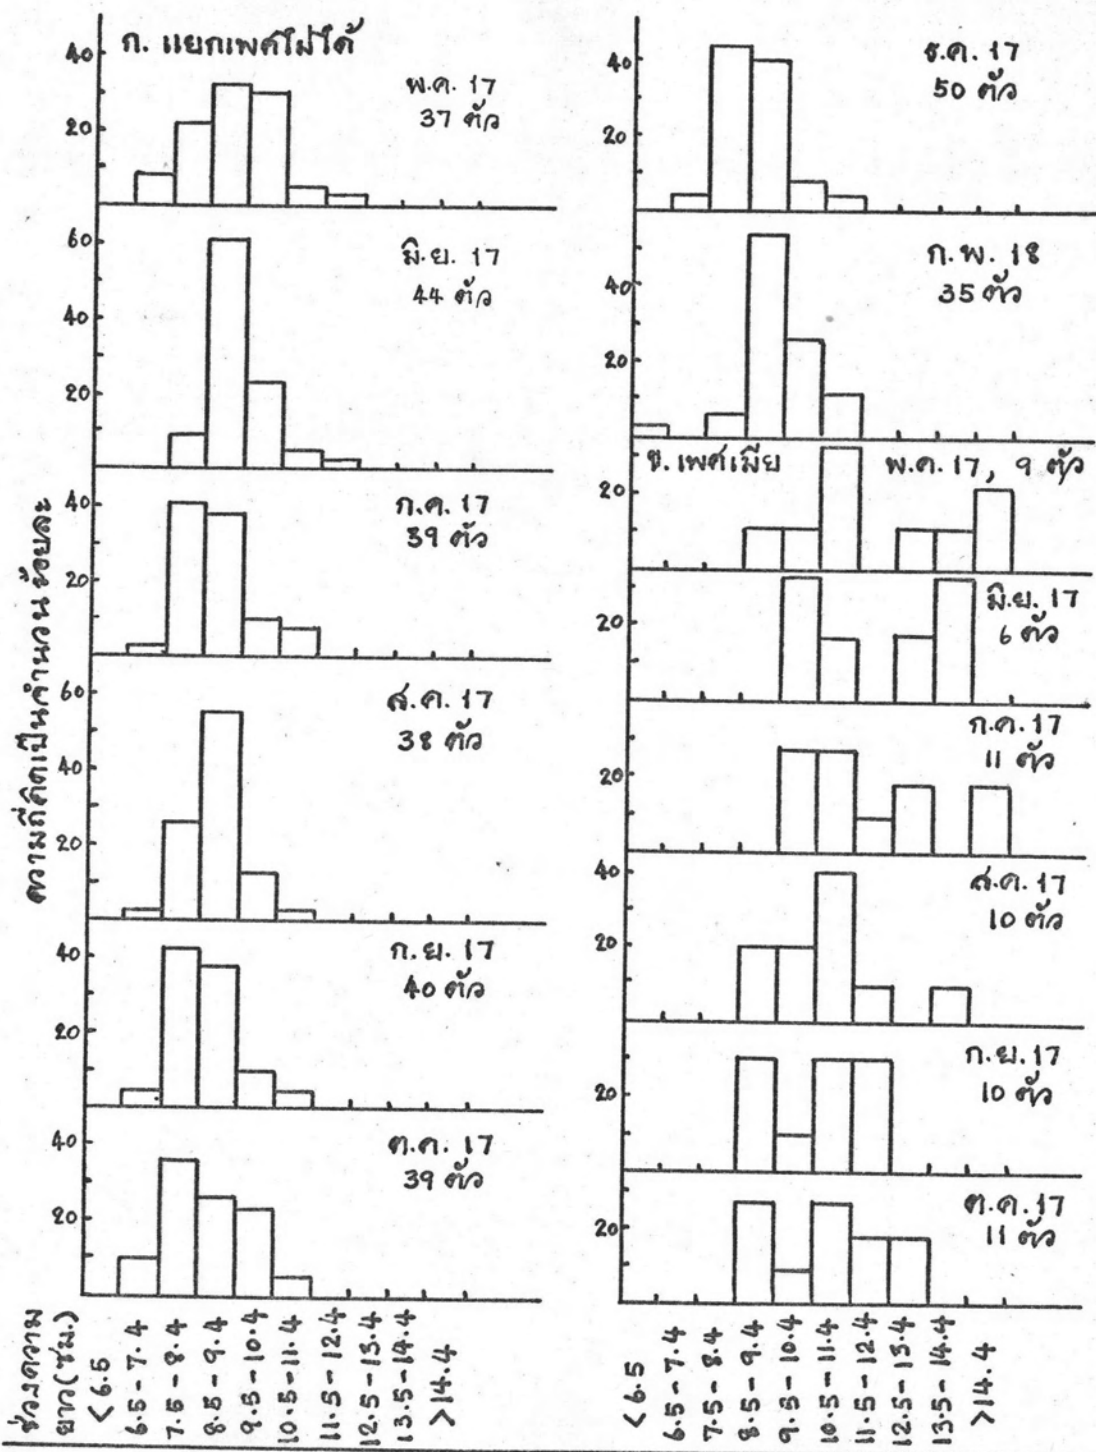 ก. แยกเพศไม่ได้
40
20
พ.ค. 17
37 ตัว
60
40
20
มิ.ย. 17
44 ตัว
40
20
ก.ค. 17
39 ตัว
60
40
20
ส.ค. 17
38 ตัว
40
20
ก.ย. 17
40 ตัว
40
20
ต.ค. 17
39 ตัว
ความถี่คิดเป็นจำนวนร้อยละ
ช่วงความ
ยาว(ซม.)
<6.5
6.5-7.4
7.5-8.4
8.5-9.4
9.5-10.4
10.5-11.4
11.5-12.4
12.5-13.4
13.5-14.4
>14.4
40
20
ธ.ค. 17
50 ตัว
40
20
ก.พ. 18
35 ตัว
ข. เพศเมีย
พ.ค. 17, 9 ตัว
20
มิ.ย. 17
6 ตัว
20
ก.ค. 17
11 ตัว
20
40
20
ส.ค. 17
10 ตัว
ก.ย. 17
10 ตัว
20
ต.ค. 17
11 ตัว
20
<6.5
6.5-7.4
7.5-8.4
8.5-9.4
9.5-10.4
10.5-11.4
11.5-12.4
12.5-13.4
13.5-14.4
>14.4